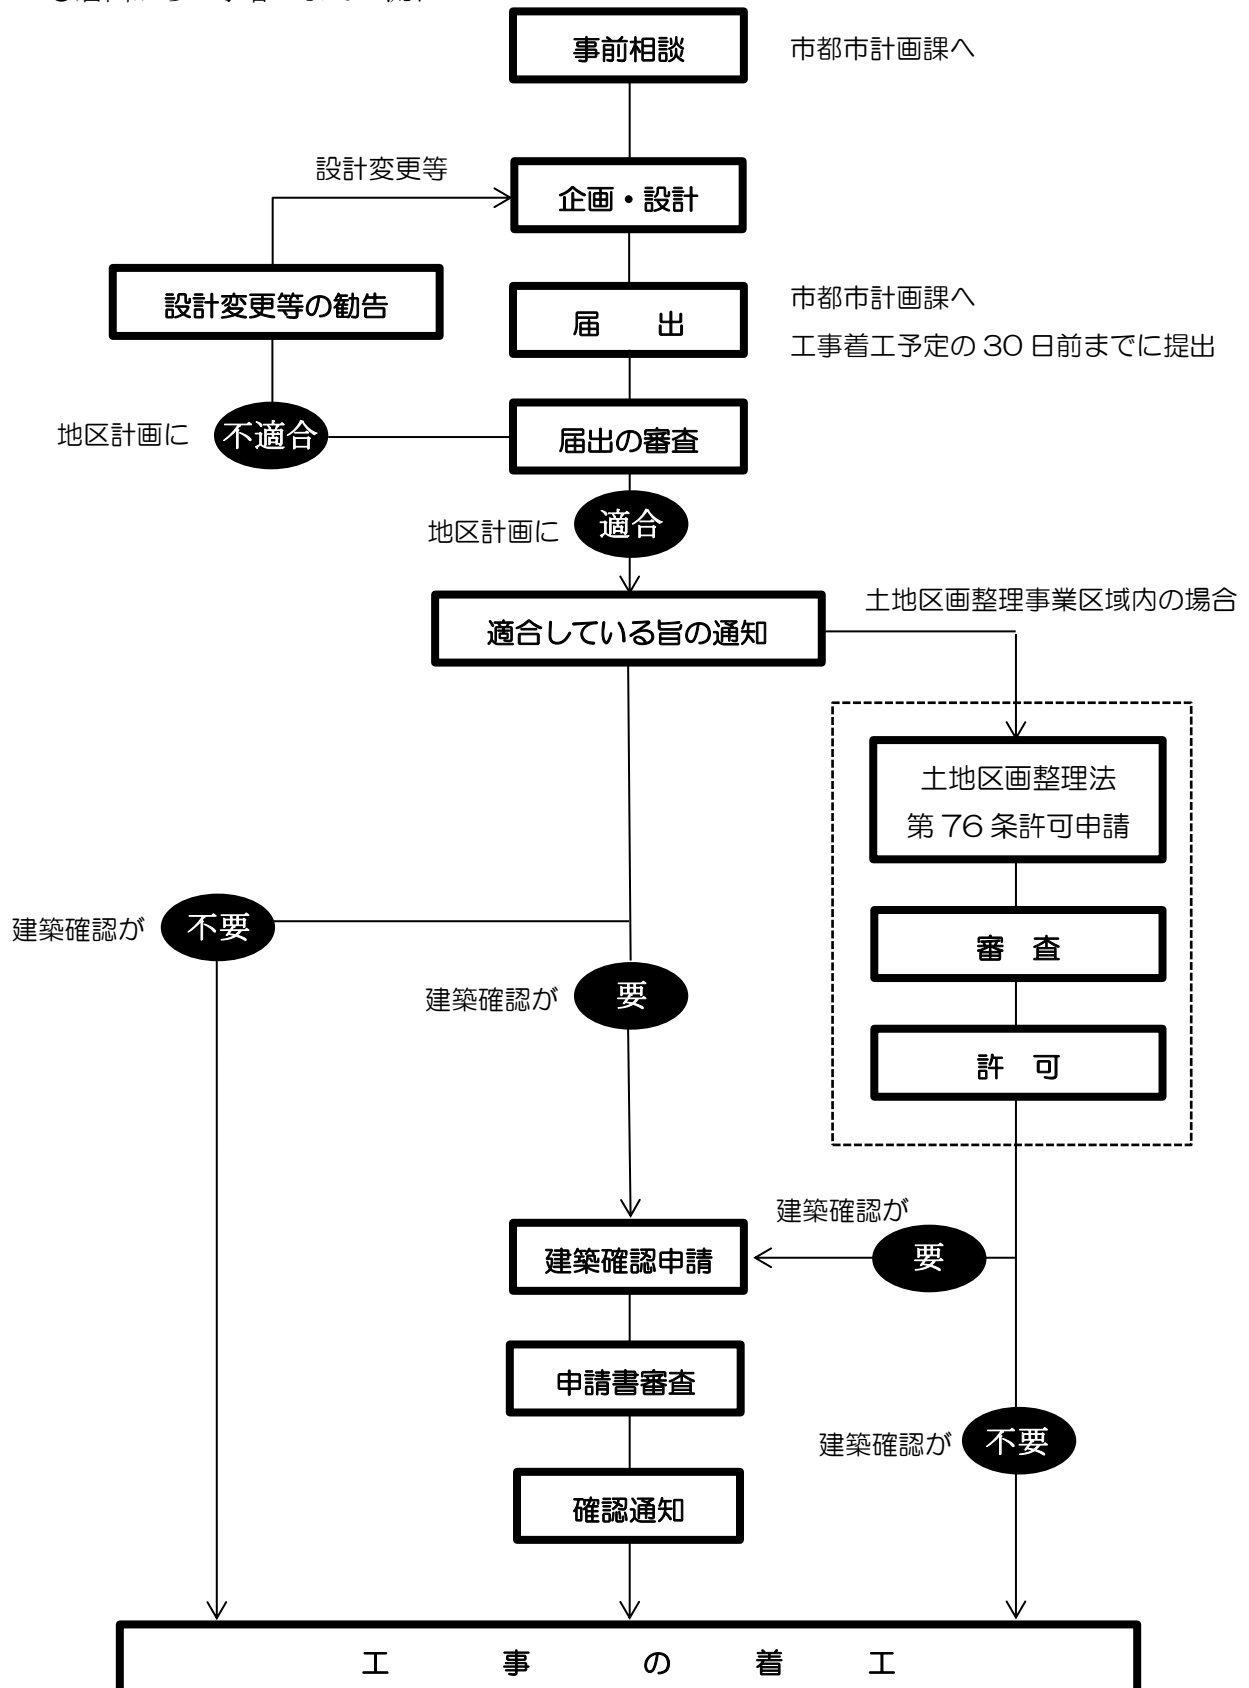 事前相談
市都市計画課へ
設計変更等
企画・設計
設計変更等の勧告
届　出
市都市計画課へ
工事着工予定の 30 日前までに提出
地区計画に
不適合
届出の審査
地区計画に
適合
適合している旨の通知
土地区画整理事業区域内の場合
土地区画整理法
第 76 条許可申請
審　査
許　可
建築確認が
不要
建築確認が
要
建築確認が
要
建築確認申請
申請書審査
建築確認が
不要
確認通知
工　事　の　着　工